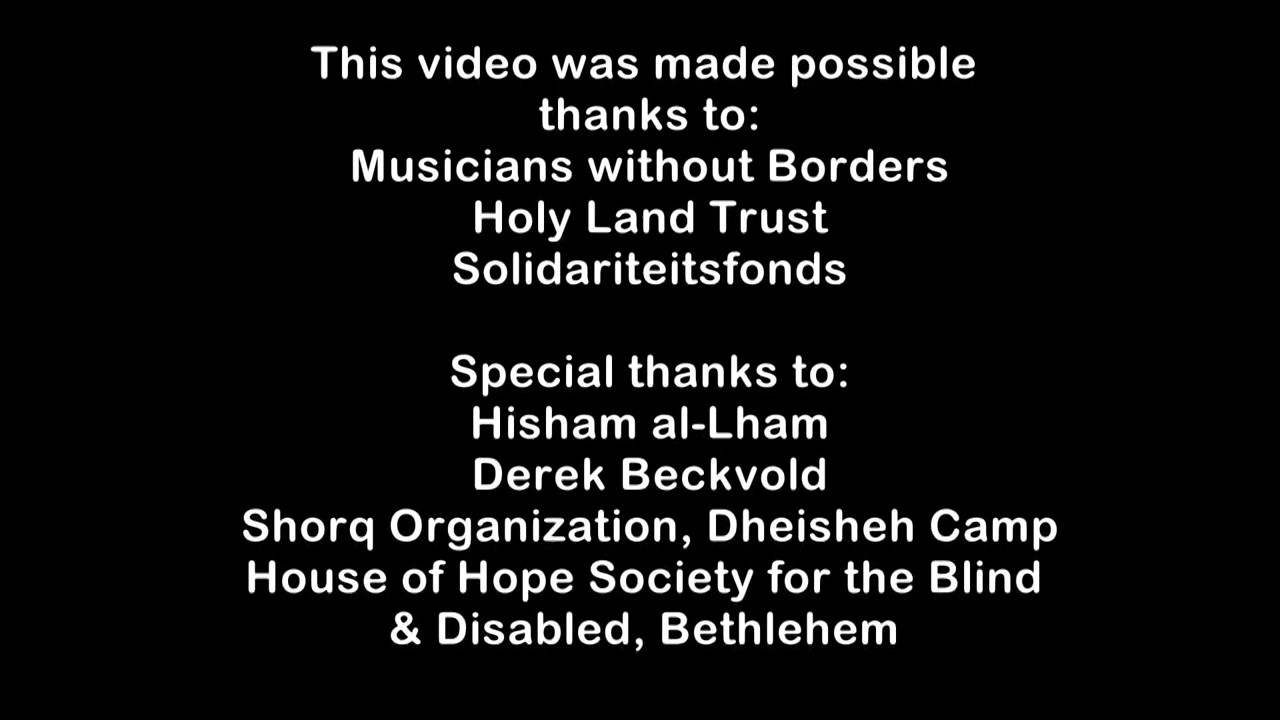 This video was made possible
thanks to:
Musicians without Borders
Holy Land Trust
Solidariteitsfonds
Special thanks to:
Hisham al-Lham
Derek Beckvold
Shorq Organization, Dheisheh Camp
House of Hope Society for the Blind
& Disabled, Bethlehem